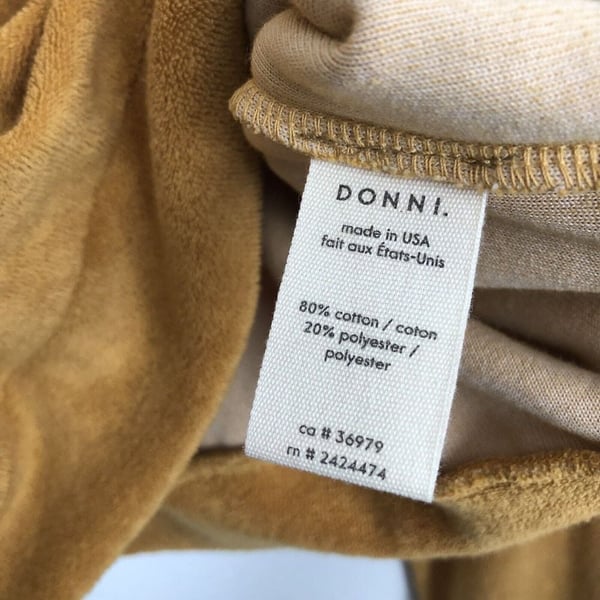 DONNI.
made in USA
fait aux États-Unis
80% cotton / coton
20% polyester /
polyester
ca # 36979
rn # 2424474